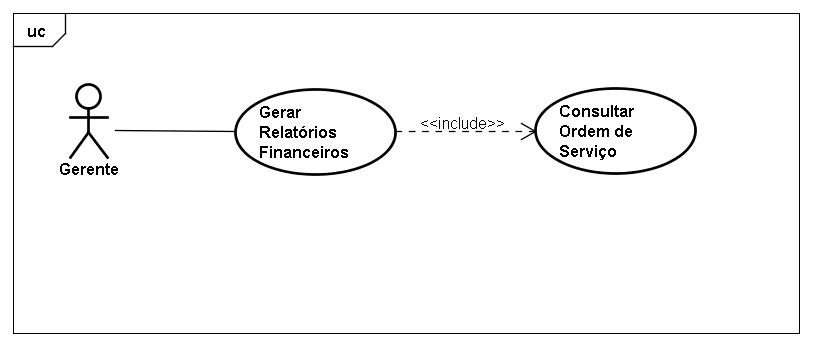 uc
Gerar
Relatórios
Financeiros
<<include>>
Consultar
Ordem de
Serviço
Gerente